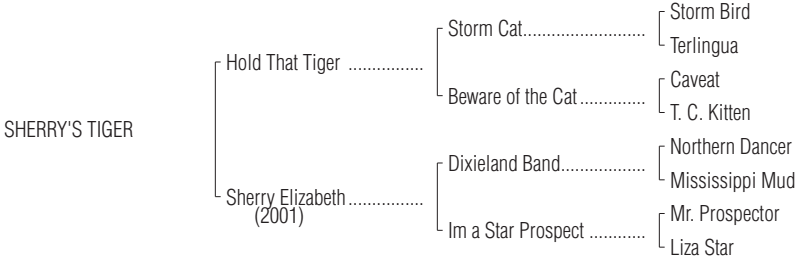 Storm Bird
Storm Cat..........................
Terlingua
Hold That Tiger ................
Caveat
Beware of the Cat ..............
T. C. Kitten
SHERRY'S TIGER
Northern Dancer
Dixieland Band..................
Mississippi Mud
Sherry Elizabeth ................
(2001)
Mr. Prospector
Im a Star Prospect ............
Liza Star